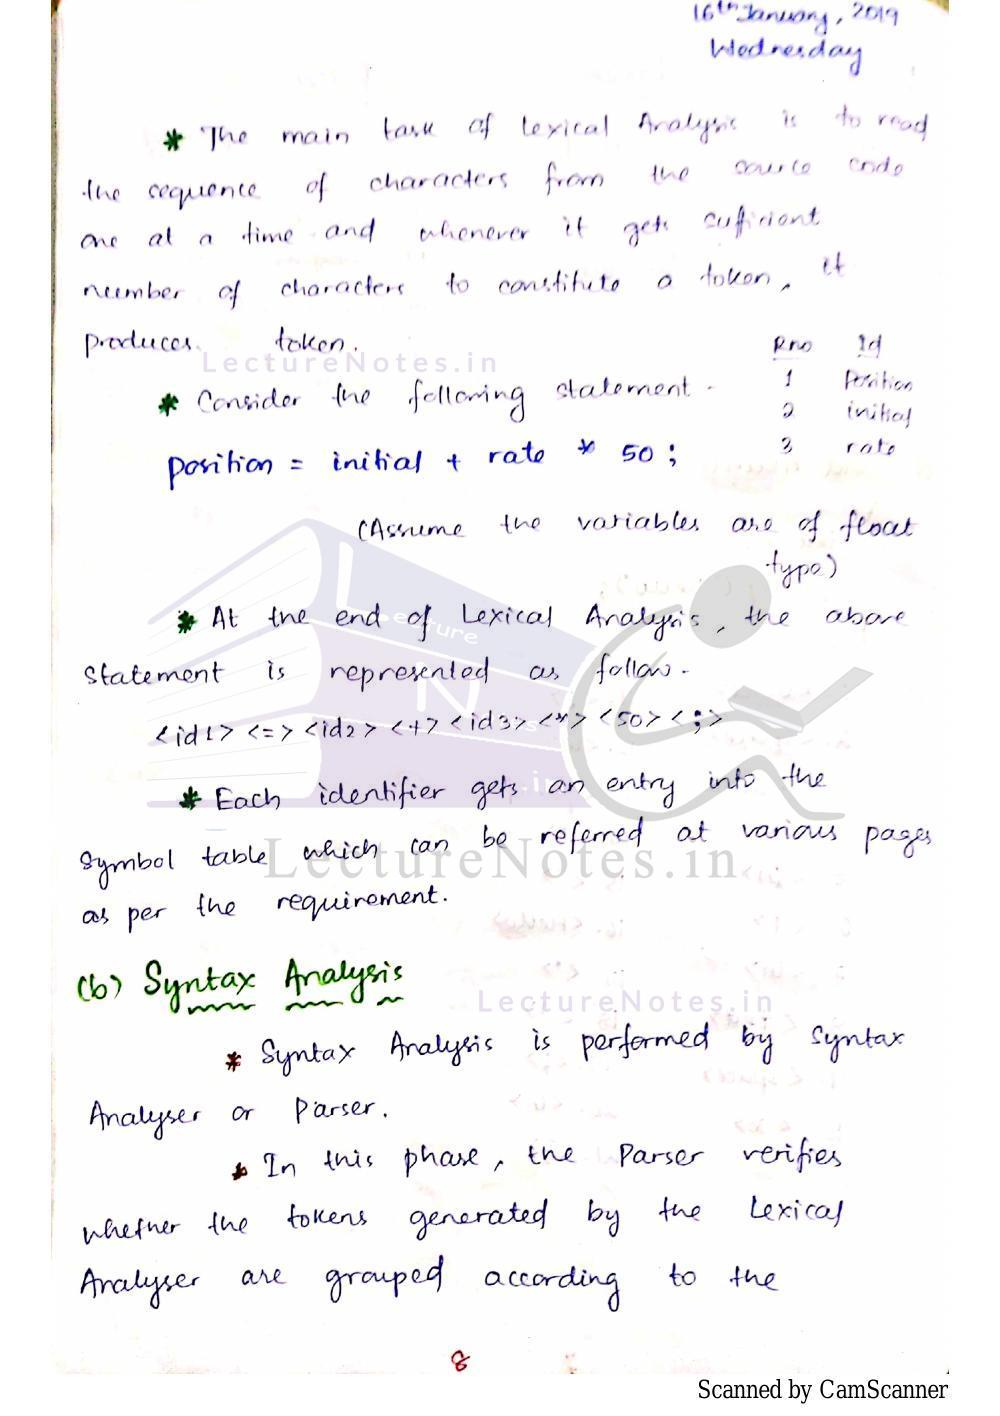 16th January, 2019
Wednesday
* The main task of Lexical Analysis is to read
the sequence of characters from the source code
one at a time and whenever it gets sufficient
number of characters to constitute a token, it
produces token.
LectureNotes.in
Rno Id
1 Position
2 initial
3 rate
* Consider the following statement -
position = initial + rate * 50 ;
(Assume the variables are of float
type)
* At the end of Lexical Analysis, the above
Statement is represented as follow -
<id1> <=> <id2> <+> <id3> <*> <50> <;>
* Each identifier gets an entry into the
Symbol table which can be referred at various pages
as per the requirement.
LectureNotes.in
(b) Syntax Analysis
LectureNotes.in
* Syntax Analysis is performed by Syntax
Analyser or Parser.
* In this phase, the Parser verifies
whether the tokens generated by the Lexical
Analyser are grouped according to the
8
Scanned by CamScanner